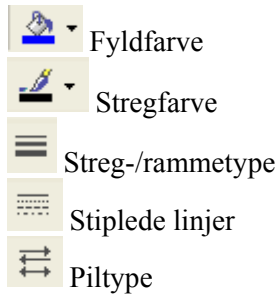 Fyldfarve
Stregfarve
Streg-/rammetype
Stiplede linjer
Piltype